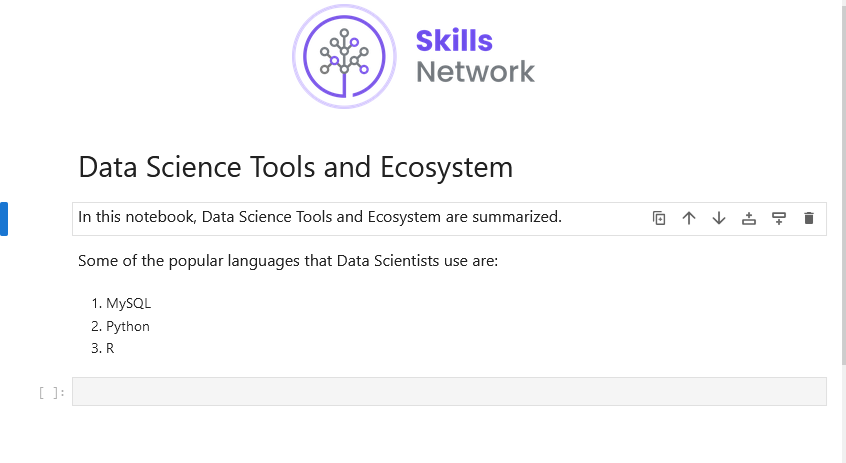 Skills
Network
Data Science Tools and Ecosystem
In this notebook, Data Science Tools and Ecosystem are summarized.
Some of the popular languages that Data Scientists use are:
1. MySQL
2. Python
3. R
[ ]: